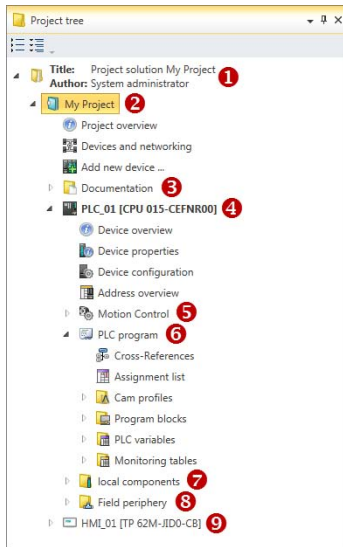 Project tree
Title: Project solution My Project
Author: System administrator
1
My Project 2
Project overview
Devices and networking
Add new device ...
Documentation 3
PLC_01 [CPU 015-CEFNR00] 4
Device overview
Device properties
Device configuration
Address overview
Motion Control 5
PLC program 6
Cross-References
Assignment list
Cam profiles
Program blocks
PLC variables
Monitoring tables
local components 7
Field periphery 8
HMI_01 [TP 62M-JID0-CB] 9